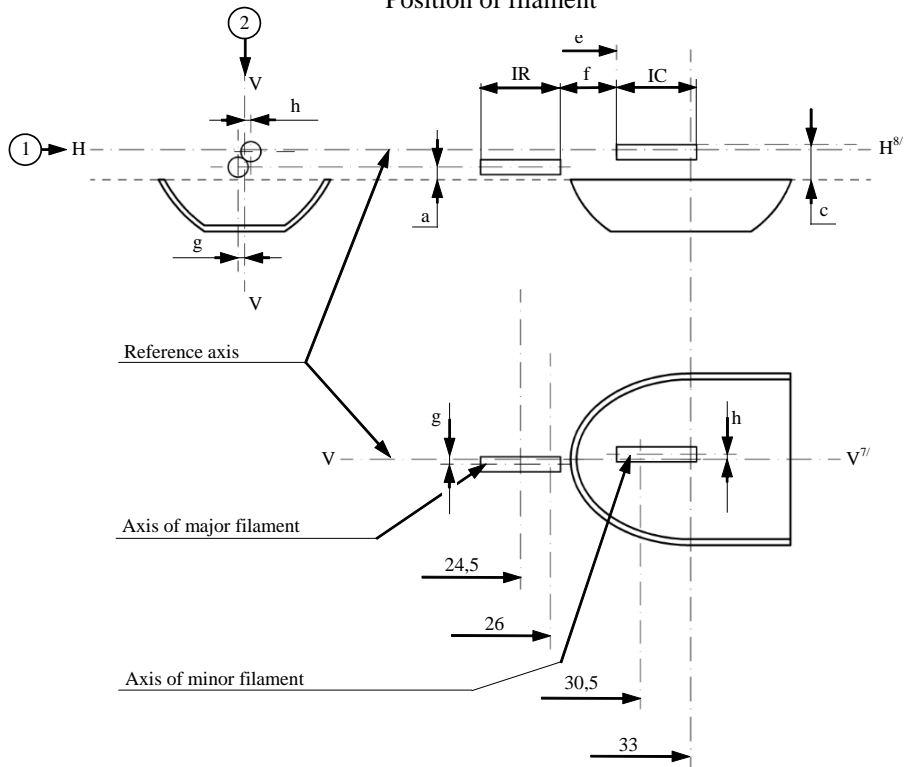 Position of filament
2
e
V
IR
f
IC
h
1
H
H8/
a
c
g
V
Reference axis
g
h
V
V7/
Axis of major filament
24,5
26
Axis of minor filament
30,5
33